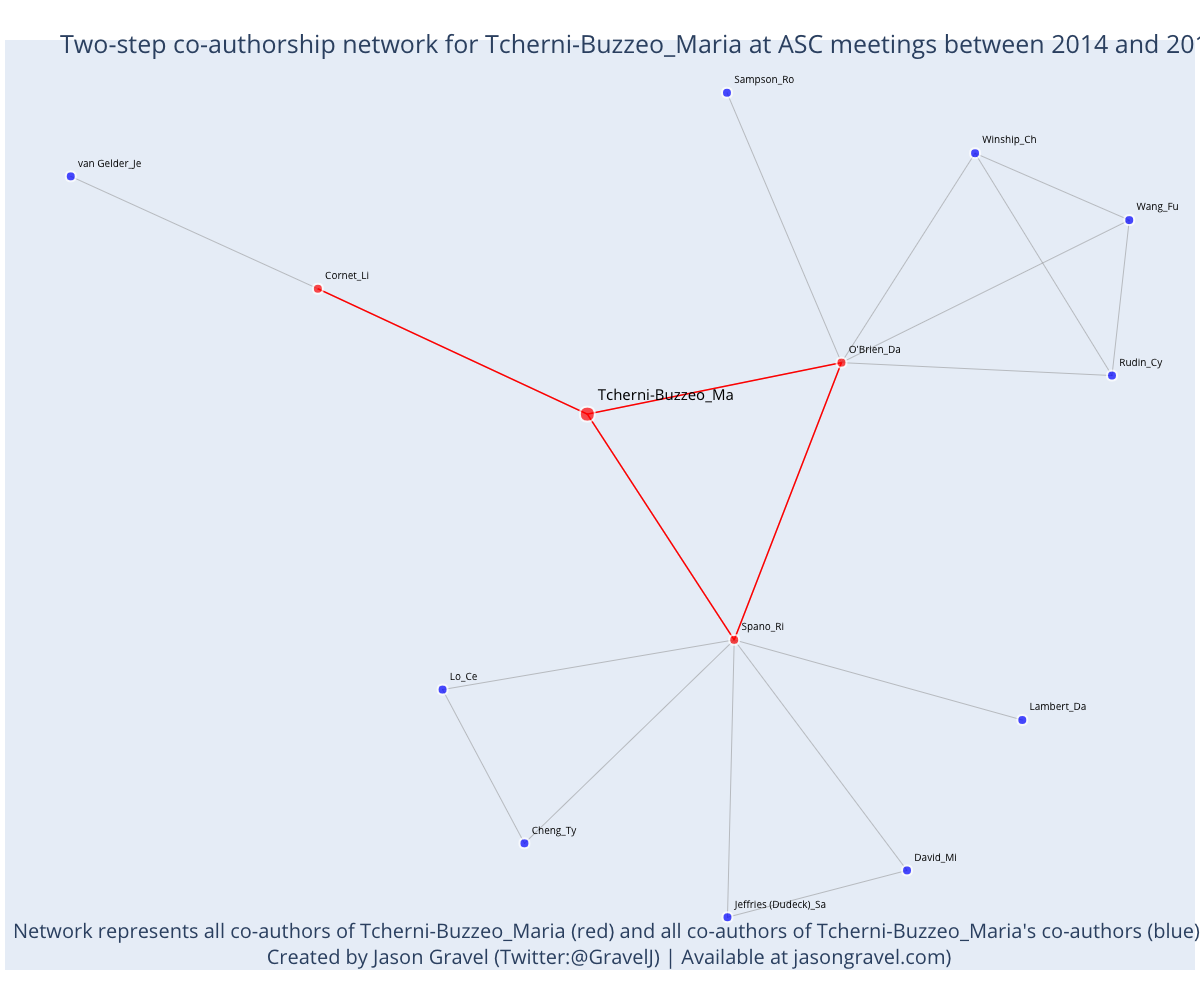 Two-step co-authorship network for Tcherni-Buzzeo_Maria at ASC meetings between 2014 and
Sampson_Ro
Winship_Ch
van Gelder_Je
Wang_Fu
Cornet_Li
O'Brien_Da
Rudin_Cy
Tcherni-Buzzeo_Ma
Spano_Ri
Lo_Ce
Lambert_Da
Cheng_Ty
David_Mi
Jeffries (Dudeck)_Sa
Network represents all co-authors of Tcherni-Buzzeo_Maria (red) and all co-authors of Tcherni-Buzzeo_Maria's co-authors (blue)
Created by Jason Gravel (Twitter:@GravelJ) | Available at jasongravel.com)